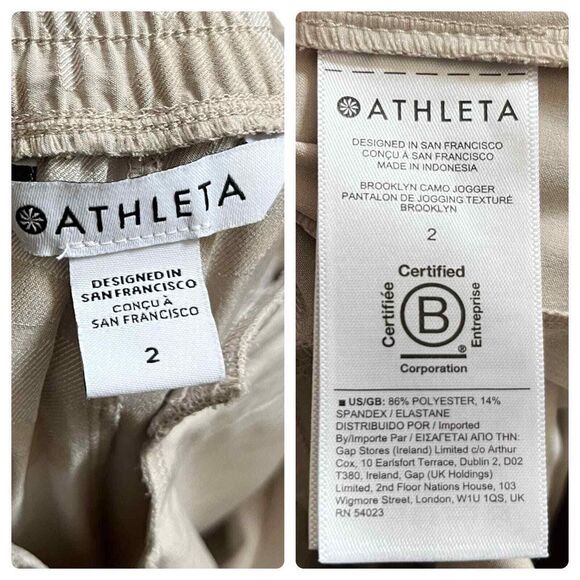 ATHLETA
DESIGNED IN
SAN FRANCISCO
CONÇU À
SAN FRANCISCO
2
ATHLETA
DESIGNED IN SAN FRANCISCO
CONÇU À SAN FRANCISCO
MADE IN INDONESIA
BROOKLYN CAMO JOGGER
PANTALON DE JOGGING TEXTURÉ
BROOKLYN
2
Certified
Certifiée
B
®
Entreprise
Corporation
■ US/GB: 86% POLYESTER, 14%
SPANDEX / ELASTANE
DISTRIBUIDO POR / Imported
By/Importe Par / ΕΙΣΑΓΕΤΑΙ ΑΠΟ ΤΗΝ:
Gap Stores (Ireland) Limited c/o Arthur
Cox, 10 Earlsfort Terrace, Dublin 2, D02
T380, Ireland, Gap (UK Holdings)
Limited, 2nd Floor Nations House, 103
Wigmore Street, London, W1U 1QS, UK
RN 54023